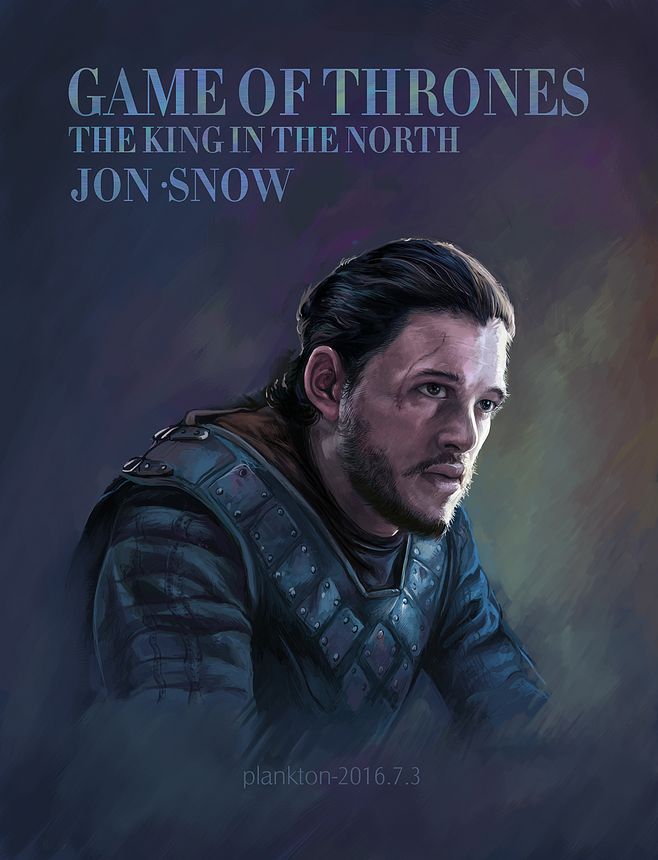 GAME OF THRONES
THE KING IN THE NORTH
JON ·SNOW
plankton-2016.7.3